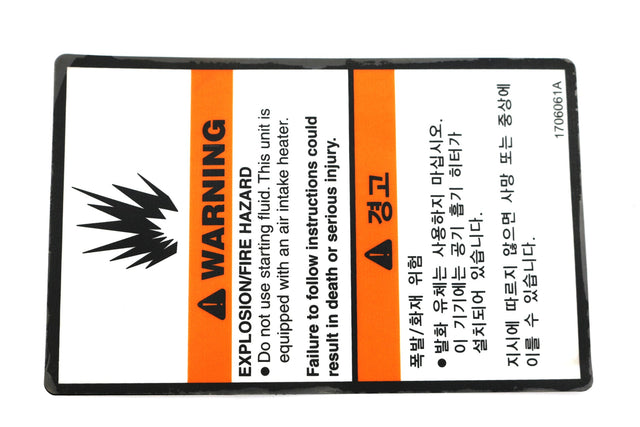 ⚠ WARNING
EXPLOSION/FIRE HAZARD
● Do not use starting fluid. This unit is
equipped with an air intake heater.
Failure to follow instructions could
result in death or serious injury.
⚠ 경고
폭발/화재 위험
● 발화 유체는 사용하지 마십시오.
이 기기에는 공기 흡기 히터가
설치되어 있습니다.
지시에 따르지 않으면 사망 또는 중상에
이를 수 있습니다.
1706061A